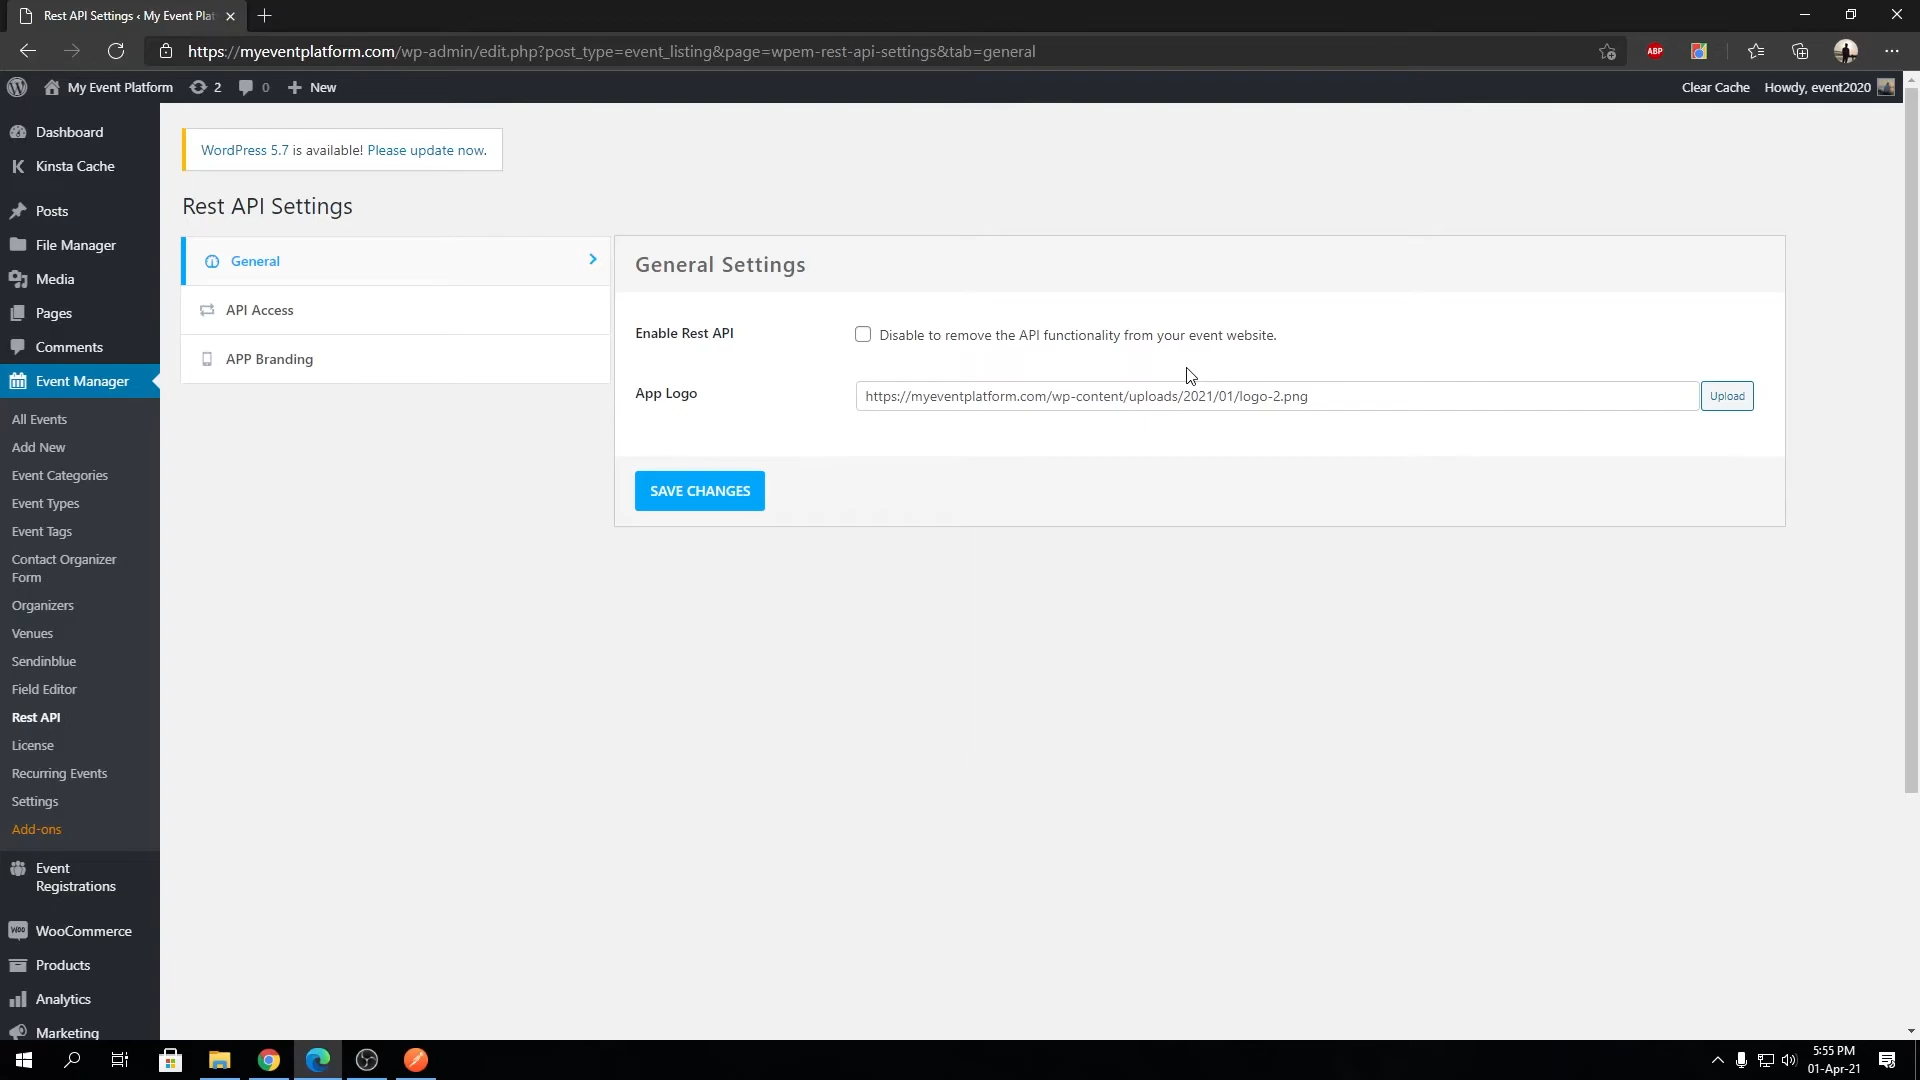 Rest API Settings ‹ My Event Plat
https://myeventplatform.com/wp-admin/edit.php?post_type=event_listing&page=wpem-rest-api-settings&tab=general
ABP
My Event Platform
2
0
New
Clear Cache
Howdy, event2020
Dashboard
Kinsta Cache
Posts
File Manager
Media
Pages
Comments
Event Manager
All Events
Add New
Event Categories
Event Types
Event Tags
Contact Organizer
Form
Organizers
Venues
Sendinblue
Field Editor
Rest API
License
Recurring Events
Settings
Add-ons
Event
Registrations
WooCommerce
Products
Analytics
Marketing
WordPress 5.7 is available! Please update now.
Rest API Settings
General
API Access
APP Branding
General Settings
Enable Rest API
Disable to remove the API functionality from your event website.
App Logo
https://myeventplatform.com/wp-content/uploads/2021/01/logo-2.png
Upload
SAVE CHANGES
5:55 PM
01-Apr-21